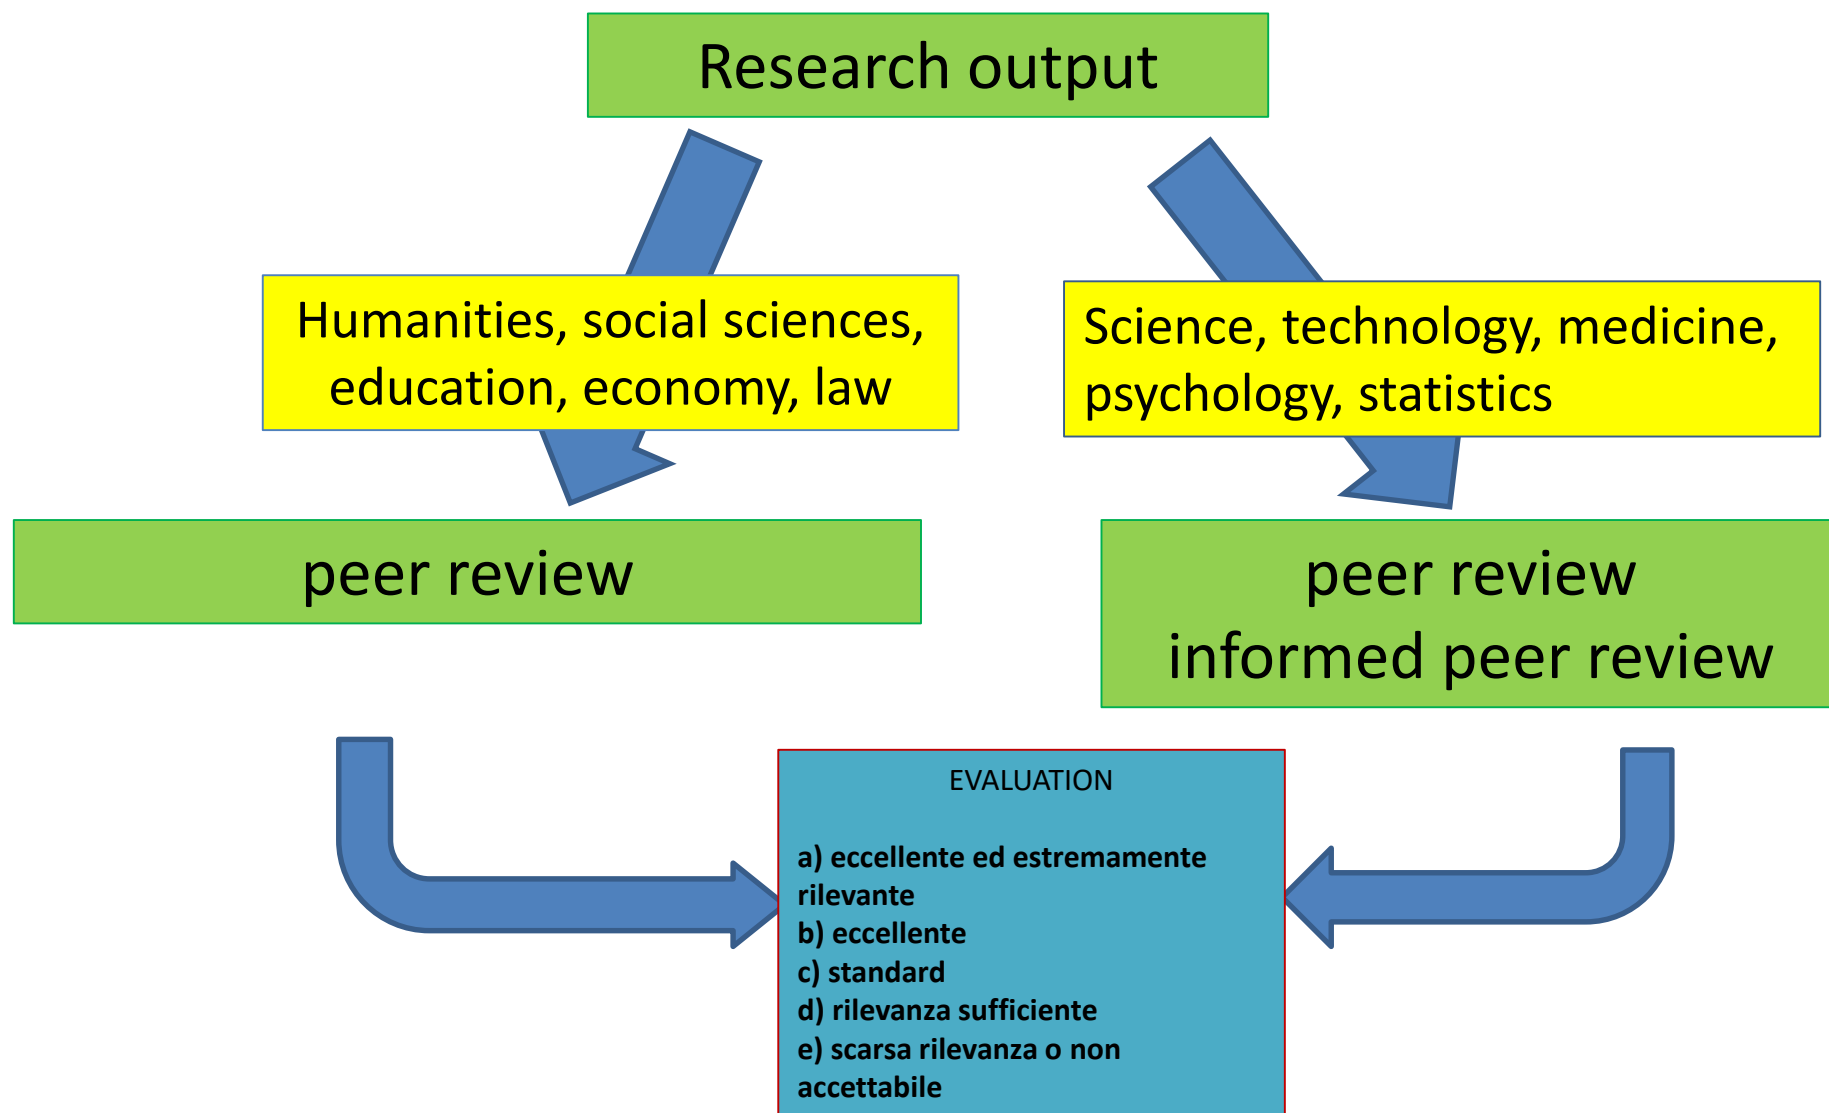 Research output
Humanities, social sciences,
education, economy, law
Science, technology, medicine,
psychology, statistics
peer review
peer review
informed peer review
EVALUATION
a) eccellente ed estremamente
rilevante
b) eccellente
c) standard
d) rilevanza sufficiente
e) scarsa rilevanza o non
accettabile